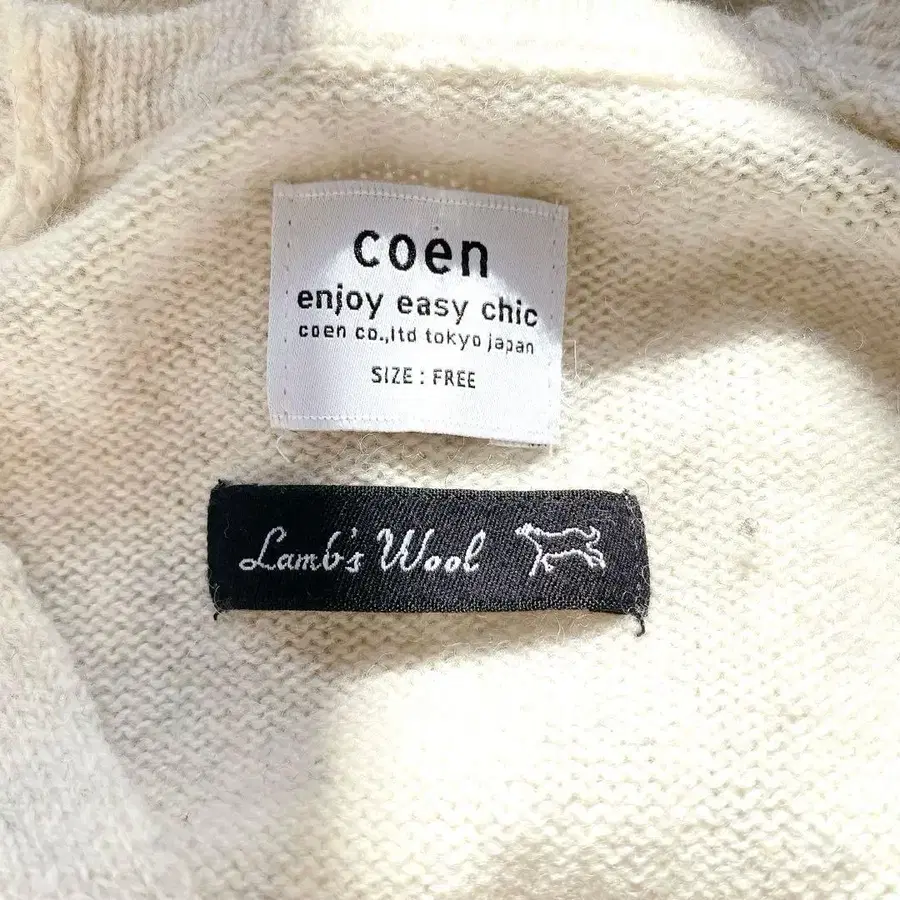 coen
enjoy easy chic
coen co.,ltd tokyo japan
SIZE : FREE
Lamb's Wool